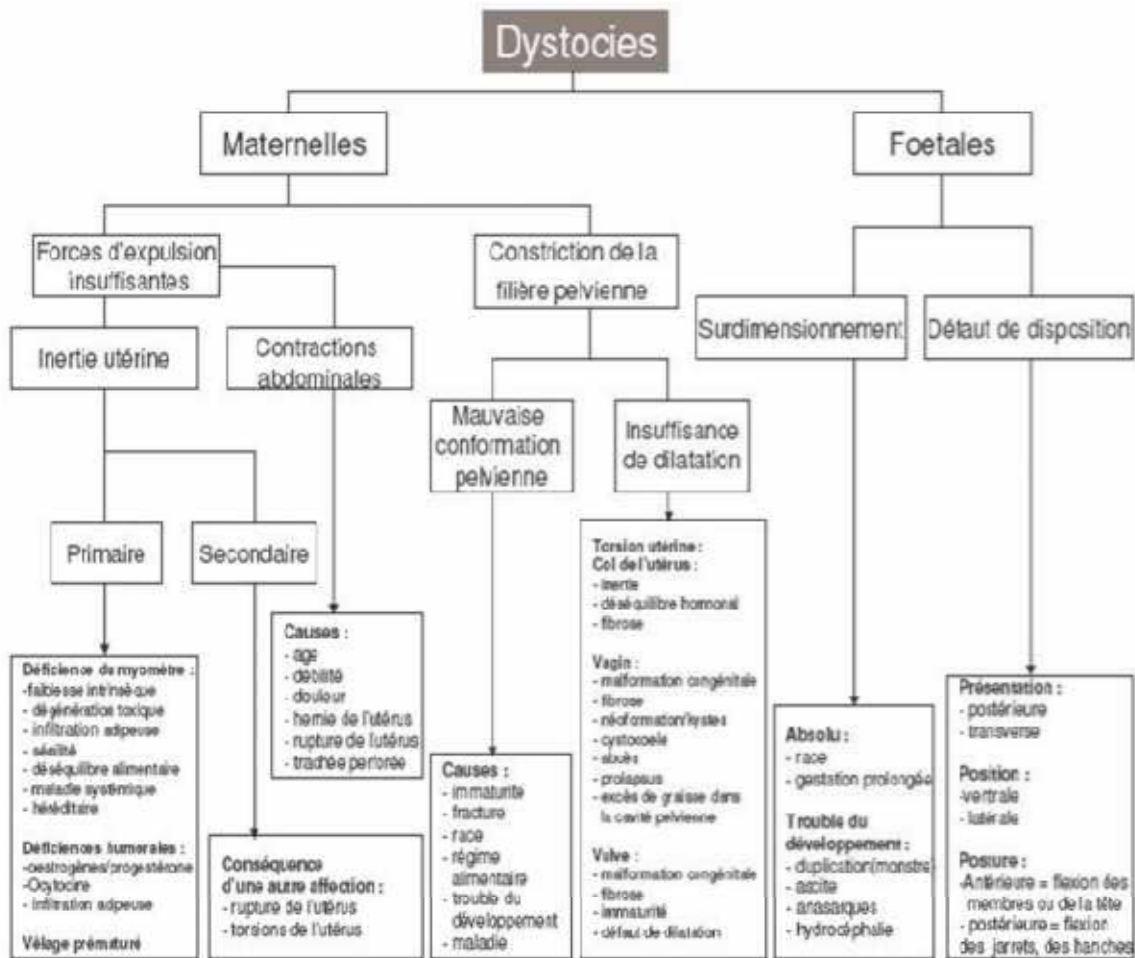 Dystocies
Maternelles
Foetales
Forces d'expulsion
insuffisantes
Constriction de la
filière pelvienne
Surdimensionnement
Défaut de disposition
Inertie utérine
Contractions
abdominales
Mauvaise
conformation
pelvienne
Insuffisance
de dilatation
Primaire
Secondaire
Déficience du myomètre :
-faiblesse intrinsèque
- dégénération toxique
- infiltration adipeuse
- sénilité
- déséquilibre alimentaire
- maladie systémique
- héréditaire
Déficiences humorales :
-oestrogènes/progestérone
- Ocytocine
- infiltration adipeuse
Vélage prématuré
Conséquence
d'une autre affection :
- rupture de l'utérus
- torsions de l'utérus
Causes :
- age
- débilité
- douleur
- hernie de l'utérus
- rupture de l'utérus
- trachée perforée
Causes :
- immaturité
- fracture
- race
- régime
alimentaire
- trouble du
développement
- maladie
Torsion utérine :
Col de l'utérus :
- inertie
- déséquilibre hormonal
- fibrose
Vagin :
- malformation congénitale
- fibrose
- néoformation/kystes
- cystocoele
- abcès
- prolapsus
- excès de graisse dans
la cavité pelvienne
Vulve :
- malformation congénitale
- fibrose
- immaturité
- défaut de dilatation
Absolu :
- race
- gestation prolongée
Trouble du
développement :
- duplication(monstre)
- ascite
- anasarques
- hydrocéphalie
Présentation :
- postérieure
- transverse
Position :
-ventrale
- latérale
Posture :
-Antérieure = flexion des
membres ou de la tête
- postérieure = flexion
des jarrets, des hanches